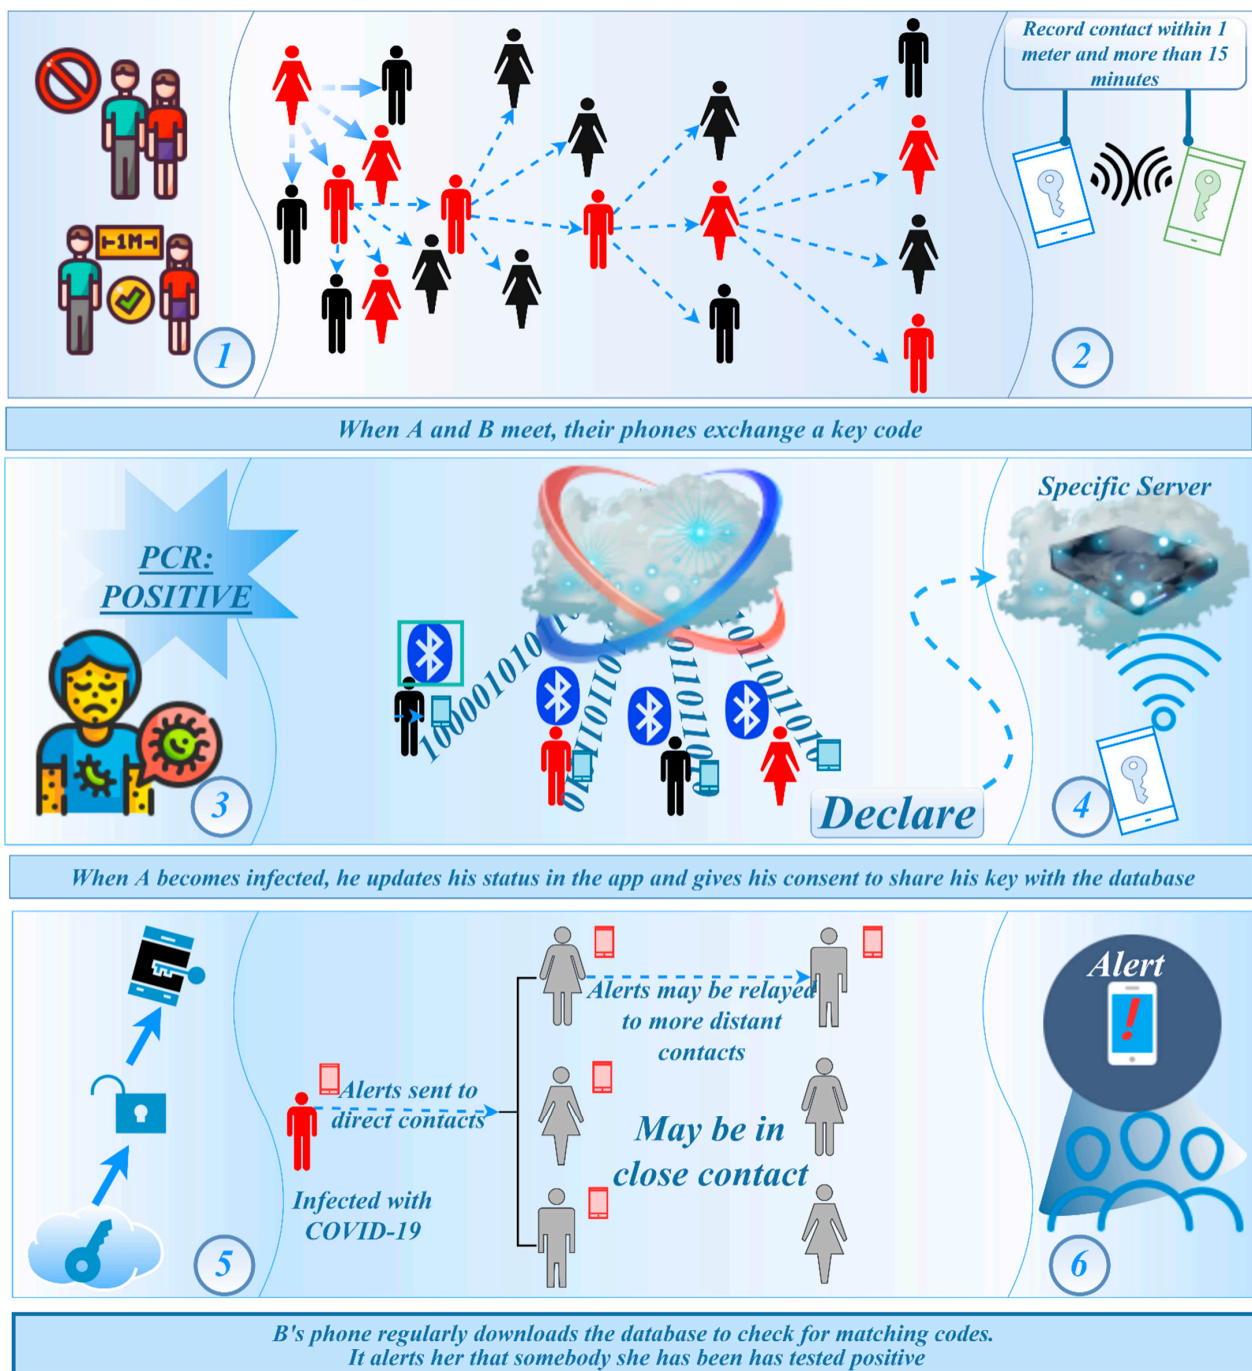 Record contact within 1
meter and more than 15
minutes
1M
1
2
When A and B meet, their phones exchange a key code
PCR:
POSITIVE
Specific Server
Declare
3
4
When A becomes infected, he updates his status in the app and gives his consent to share his key with the database
Alert
!
Alerts may be relayed
to more distant
contacts
Alerts sent to
direct contacts
May be in
close contact
Infected with
COVID-19
5
6
B's phone regularly downloads the database to check for matching codes.
It alerts her that somebody she has been has tested positive